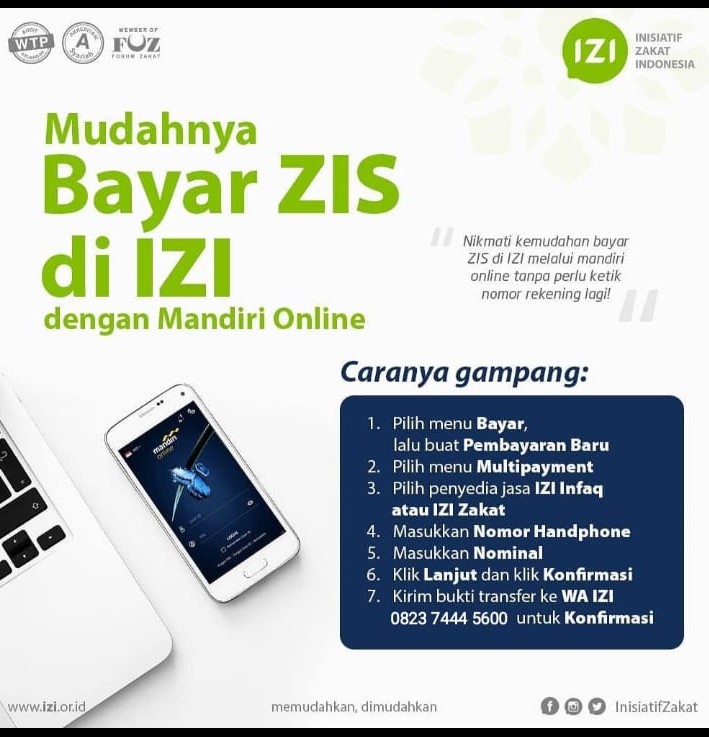 AUDIT
WTP
A
Syariah
MEMBER OF
FOZ
FORUM ZAKAT
IZI
INISIATIF
ZAKAT
INDONESIA
Mudahnya
Bayar ZIS
di IZI
dengan Mandiri Online
" Nikmati kemudahan bayar
ZIS di IZI melalui mandiri
online tanpa perlu ketik
nomor rekening lagi! "
Caranya gampang:
1. Pilih menu Bayar,
lalu buat Pembayaran Baru
2. Pilih menu Multipayment
3. Pilih penyedia jasa IZI Infaq
atau IZI Zakat
4. Masukkan Nomor Handphone
5. Masukkan Nominal
6. Klik Lanjut dan klik Konfirmasi
7. Kirim bukti transfer ke WA IZI
0823 7444 5600 untuk Konfirmasi
mandiri
online
LOGIN
www.izi.or.id
memudahkan, dimudahkan
InisiatifZakat